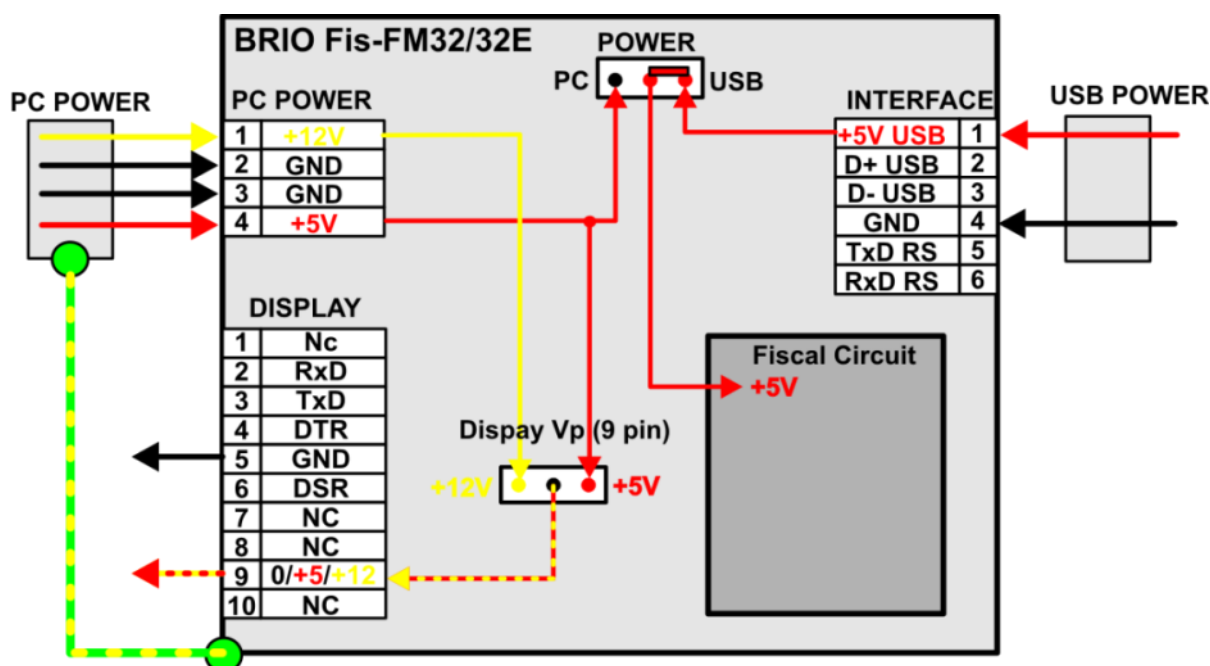 BRIO Fis-FM32/32E
POWER
PC USB
PC POWER
PC POWER
1 +12V
2 GND
3 GND
4 +5V
INTERFACE
USB POWER
+5V USB 1
D+ USB 2
D- USB 3
GND 4
TxD RS 5
RxD RS 6
DISPLAY
1 Nc
2 RxD
3 TxD
4 DTR
5 GND
6 DSR
7 NC
8 NC
9 0/+5/+12
10 NC
Dispay Vp (9 pin)
+12V +5V
Fiscal Circuit
+5V